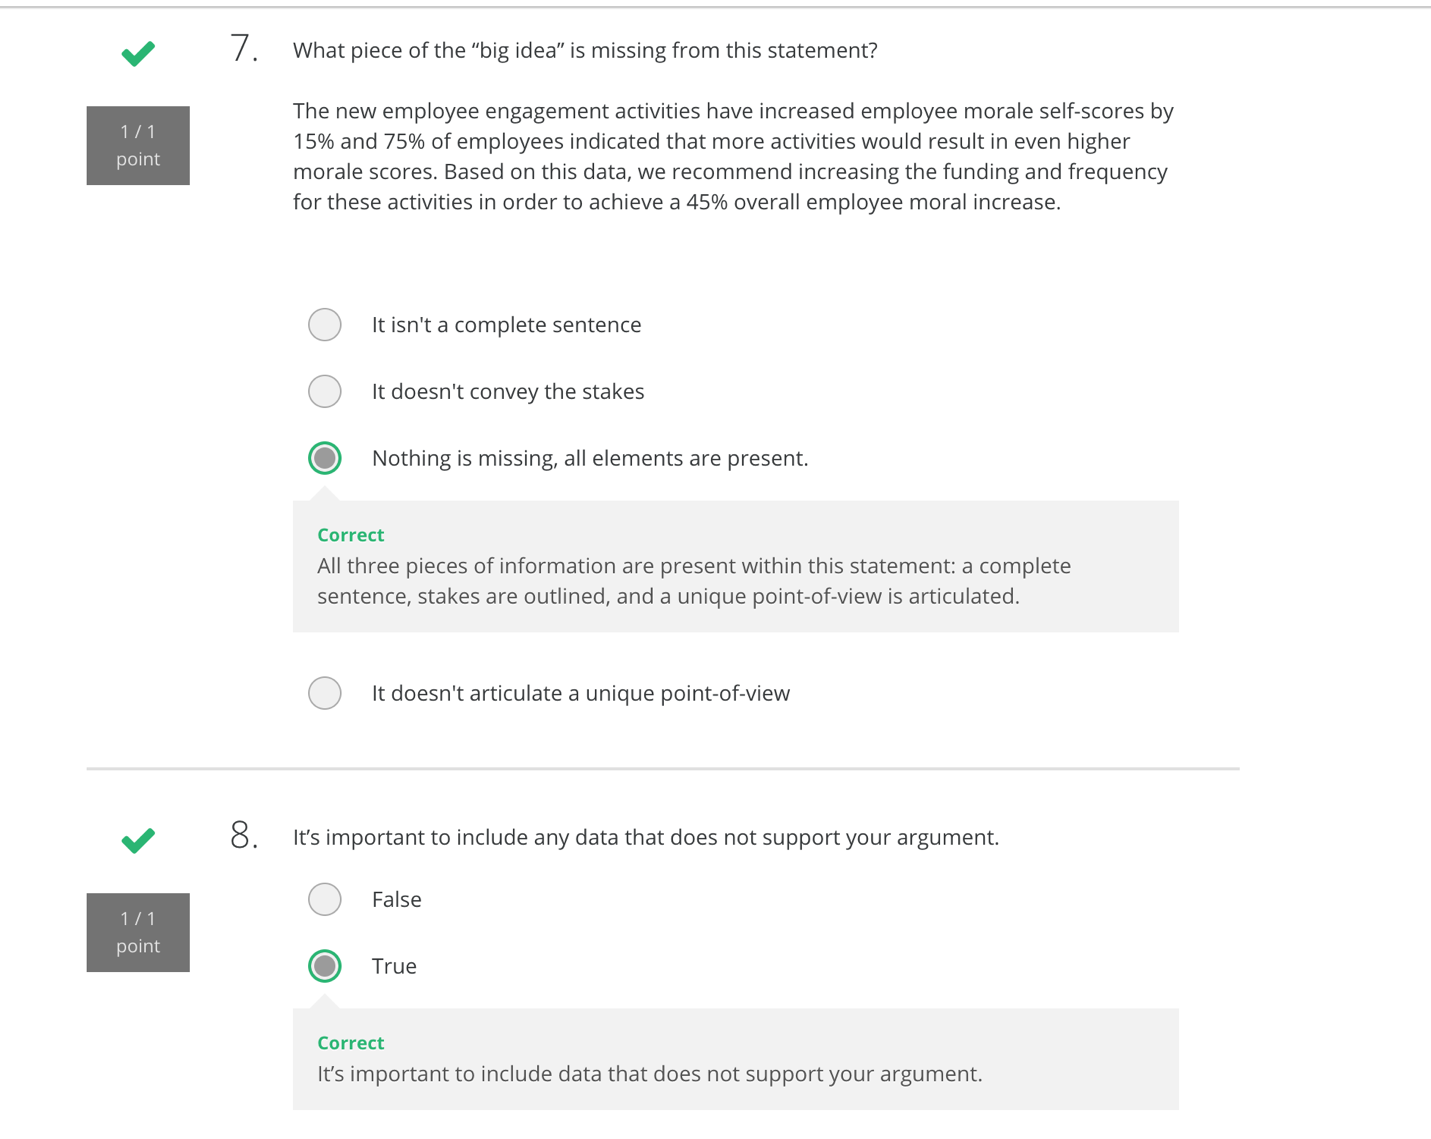 7.
What piece of the “big idea” is missing from this statement?
1 / 1
point
The new employee engagement activities have increased employee morale self-scores by
15% and 75% of employees indicated that more activities would result in even higher
morale scores. Based on this data, we recommend increasing the funding and frequency
for these activities in order to achieve a 45% overall employee moral increase.
It isn't a complete sentence
It doesn't convey the stakes
Nothing is missing, all elements are present.
Correct
All three pieces of information are present within this statement: a complete
sentence, stakes are outlined, and a unique point-of-view is articulated.
It doesn't articulate a unique point-of-view
8.
It’s important to include any data that does not support your argument.
1 / 1
point
False
True
Correct
It’s important to include data that does not support your argument.